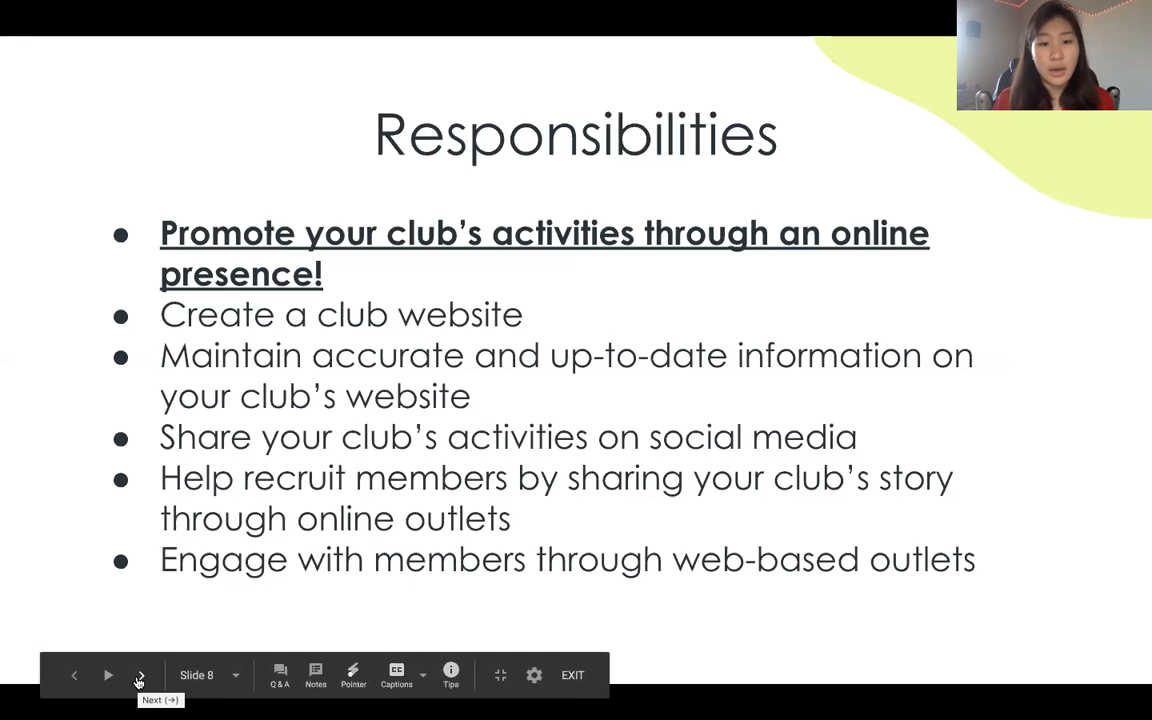 Responsibilities
● Promote your club's activities through an online
presence!
● Create a club website
● Maintain accurate and up-to-date information on
your club's website
● Share your club's activities on social media
● Help recruit members by sharing your club's story
through online outlets
● Engage with members through web-based outlets
Slide 8
Q & A
Notes
Pointer
CC
Captions
Tips
EXIT
Next (→)